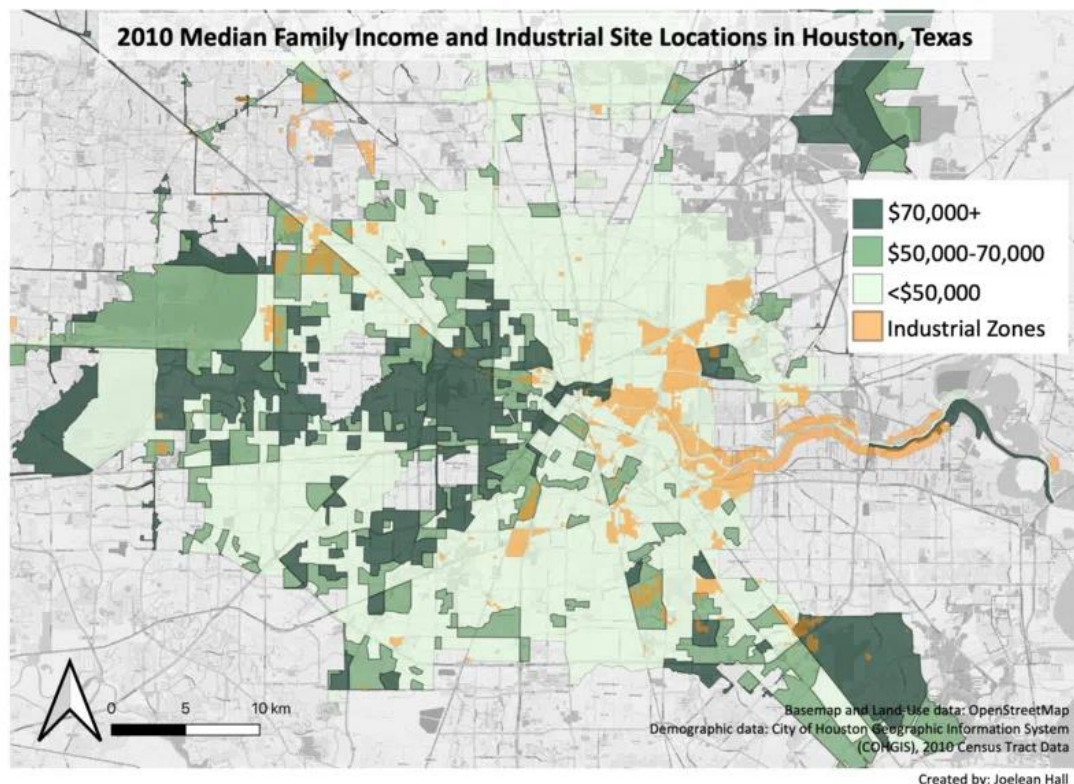 2010 Median Family Income and Industrial Site Locations in Houston, Texas
$70,000+
$50,000-70,000
<$50,000
Industrial Zones
0 5 10 km
Basemap and Land-Use data: OpenStreetMap
Demographic data: City of Houston Geographic Information System
(COHGIS), 2010 Census Tract Data
Created by: Joelean Hall